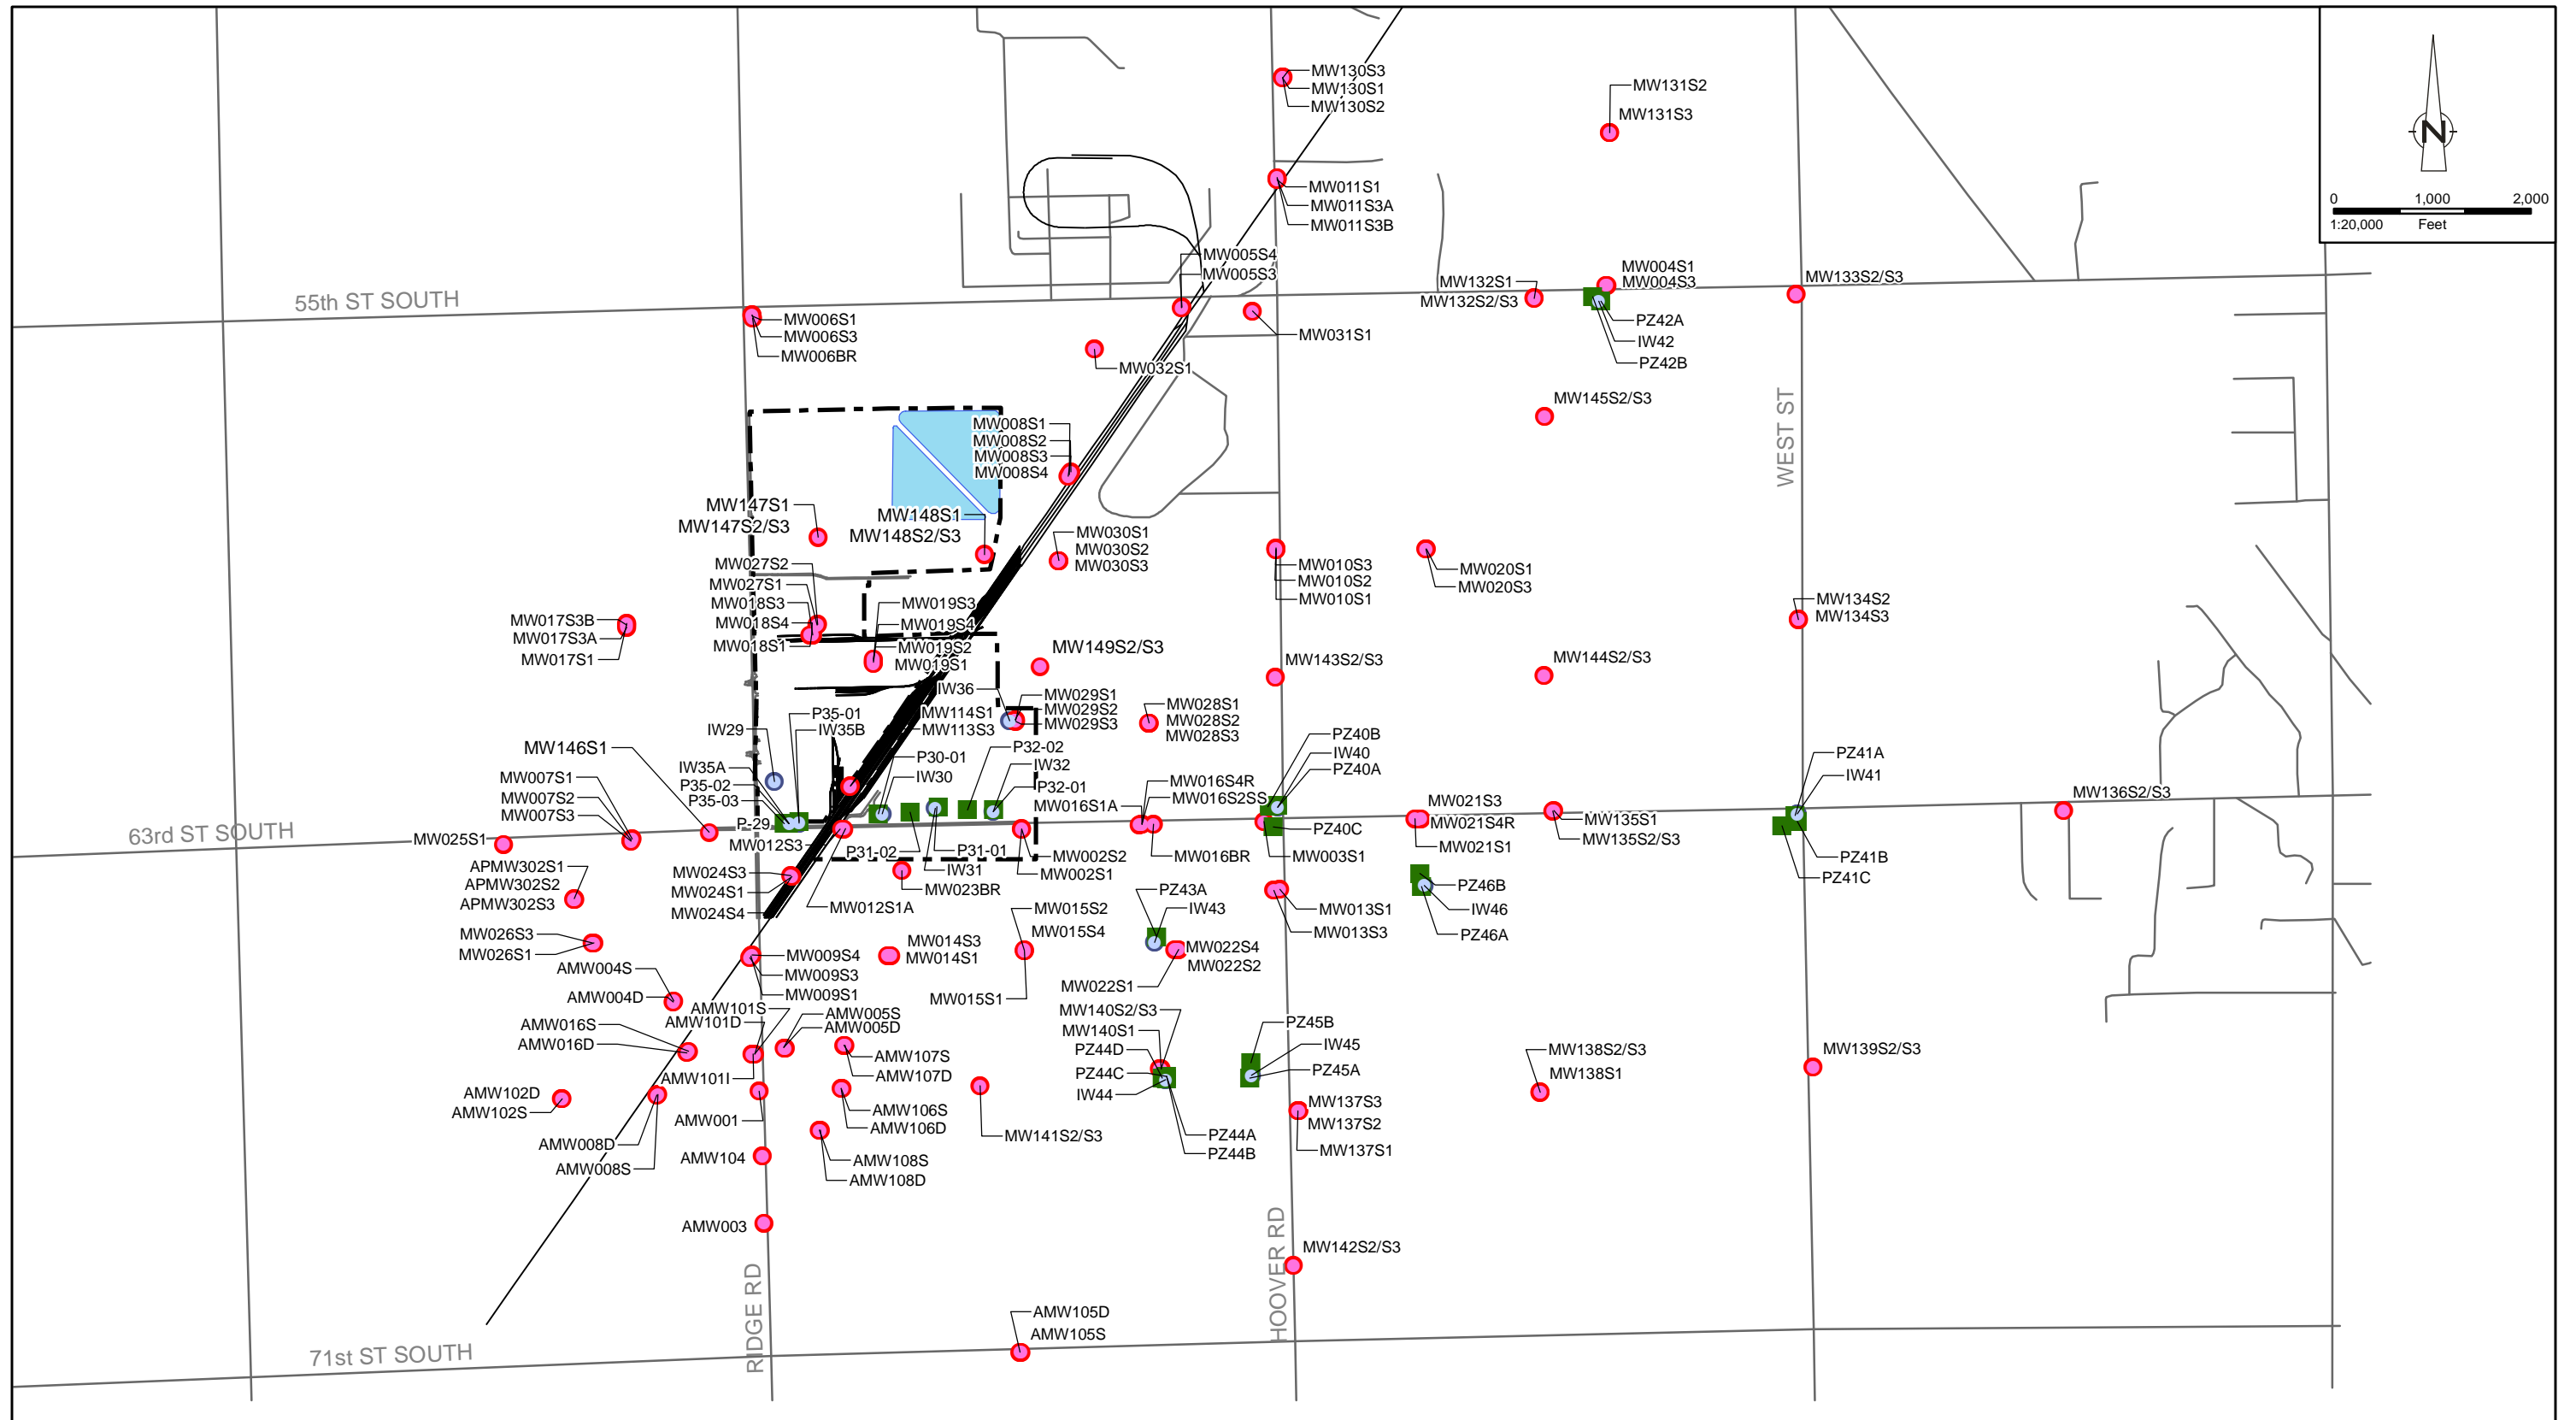 MW130S3
MW130S1
MW130S2
MW131S2
MW131S3
N
0 1,000 2,000
1:20,000 Feet
MW011S1
MW011S3A
MW011S3B
MW005S4
MW005S3
MW132S1
MW132S2/S3
MW004S1
MW004S3
MW133S2/S3
55th ST SOUTH
MW006S1
MW006S3
MW006BR
MW031S1
MW032S1
PZ42A
IW42
PZ42B
MW145S2/S3
WEST ST
MW008S1
MW008S2
MW008S3
MW008S4
MW147S1
MW147S2/S3
MW148S1
MW148S2/S3
MW030S1
MW030S2
MW030S3
MW010S3
MW010S2
MW010S1
MW020S1
MW020S3
MW027S2
MW027S1
MW018S3
MW018S4
MW018S1
MW019S3
MW019S4
MW019S2
MW019S1
MW017S3B
MW017S3A
MW017S1
MW134S2
MW134S3
MW149S2/S3
MW143S2/S3
MW144S2/S3
IW36
MW029S1
MW029S2
MW029S3
MW028S1
MW028S2
MW028S3
MW114S1
MW113S3
P35-01
IW35B
IW29
MW146S1
IW35A
P35-02
P35-03
P-29
P30-01
IW30
P32-02
IW32
P32-01
PZ40B
IW40
PZ40A
PZ41A
IW41
MW007S1
MW007S2
MW007S3
MW016S4R
MW016S1A
MW016S2SS
MW021S3
MW021S4R
MW021S1
MW135S1
MW135S2/S3
MW136S2/S3
63rd ST SOUTH
MW025S1
MW012S3
P31-02
P31-01
IW31
MW002S2
MW002S1
MW016BR
PZ40C
MW003S1
PZ41B
PZ41C
APMW302S1
APMW302S2
APMW302S3
MW024S3
MW024S1
MW024S4
MW012S1A
MW023BR
PZ43A
IW43
MW013S1
MW013S3
PZ46B
IW46
PZ46A
MW015S2
MW015S4
MW015S1
MW026S3
MW026S1
MW009S4
MW009S3
MW009S1
MW014S3
MW014S1
MW022S4
MW022S2
MW022S1
AMW004S
AMW004D
AMW101S
AMW101D
AMW101I
AMW005S
AMW005D
AMW016S
AMW016D
AMW107S
AMW107D
MW140S2/S3
MW140S1
PZ44D
PZ44C
IW44
PZ45B
IW45
PZ45A
MW138S2/S3
MW138S1
MW139S2/S3
AMW102D
AMW102S
AMW001
AMW106S
AMW106D
MW141S2/S3
PZ44A
PZ44B
MW137S3
MW137S2
MW137S1
AMW008D
AMW008S
AMW104
AMW108S
AMW108D
AMW003
HOOVER RD
MW142S2/S3
RIDGE RD
AMW105D
AMW105S
71st ST SOUTH